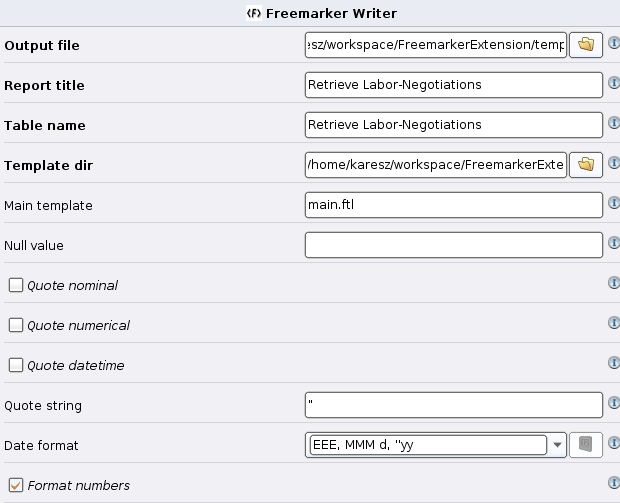 <F> Freemarker Writer
Output file sz/workspace/FreemarkerExtension/temp
Report title Retrieve Labor-Negotiations
Table name Retrieve Labor-Negotiations
Template dir /home/karesz/workspace/FreemarkerExte
Main template main.ftl
Null value
Quote nominal
Quote numerical
Quote datetime
Quote string "
Date format EEE, MMM d, ''yy
Format numbers